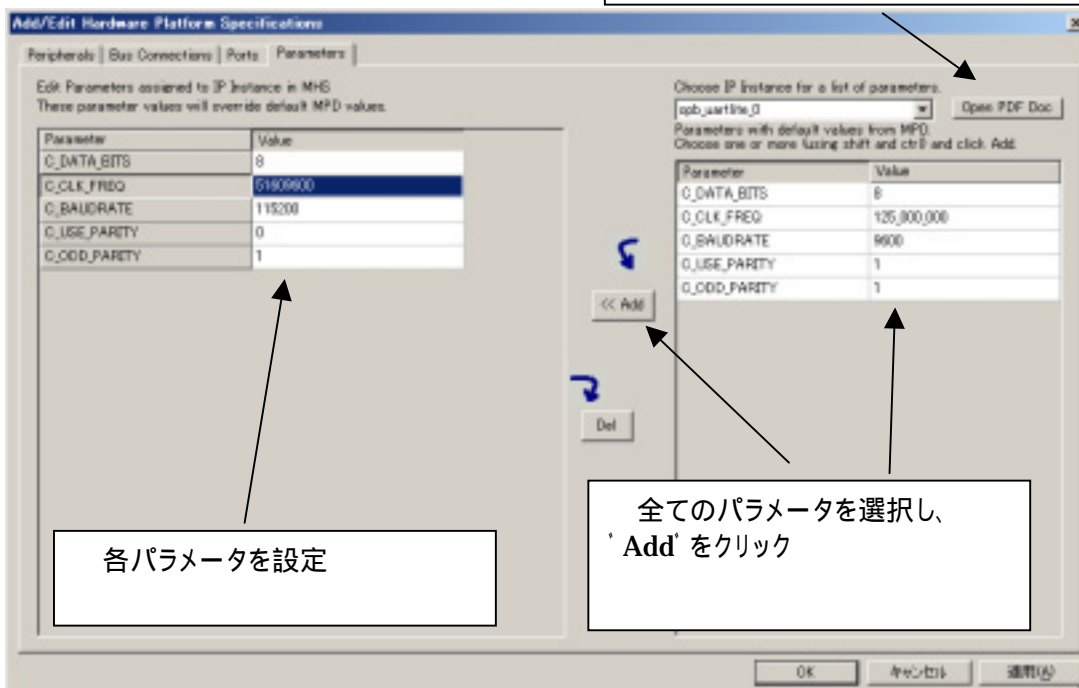 Add/Edit Hardware Platform Specifications
Peripherals | Bus Connections | Ports | Parameters
Edit Parameters assigned to IP Instance in MHS
These parameter values will override default MPD values.
Parameter Value
C_DATA_BITS 8
C_CLK_FREQ 51609600
C_BAUDRATE 115200
C_USE_PARITY 0
C_ODD_PARITY 1
<< Add
Del
Choose IP Instance for a list of parameters.
opb_uartlite_0
Open PDF Doc
Parameters with default values from MPD.
Choose one or more (using shift and ctrl) and click Add.
Parameter Value
C_DATA_BITS 8
C_CLK_FREQ 125,000,000
C_BAUDRATE 9600
C_USE_PARITY 1
C_ODD_PARITY 1
各パラメータを設定
全てのパラメータを選択し、
゛Add゛をクリック
OK
キャンセル
適用(A)